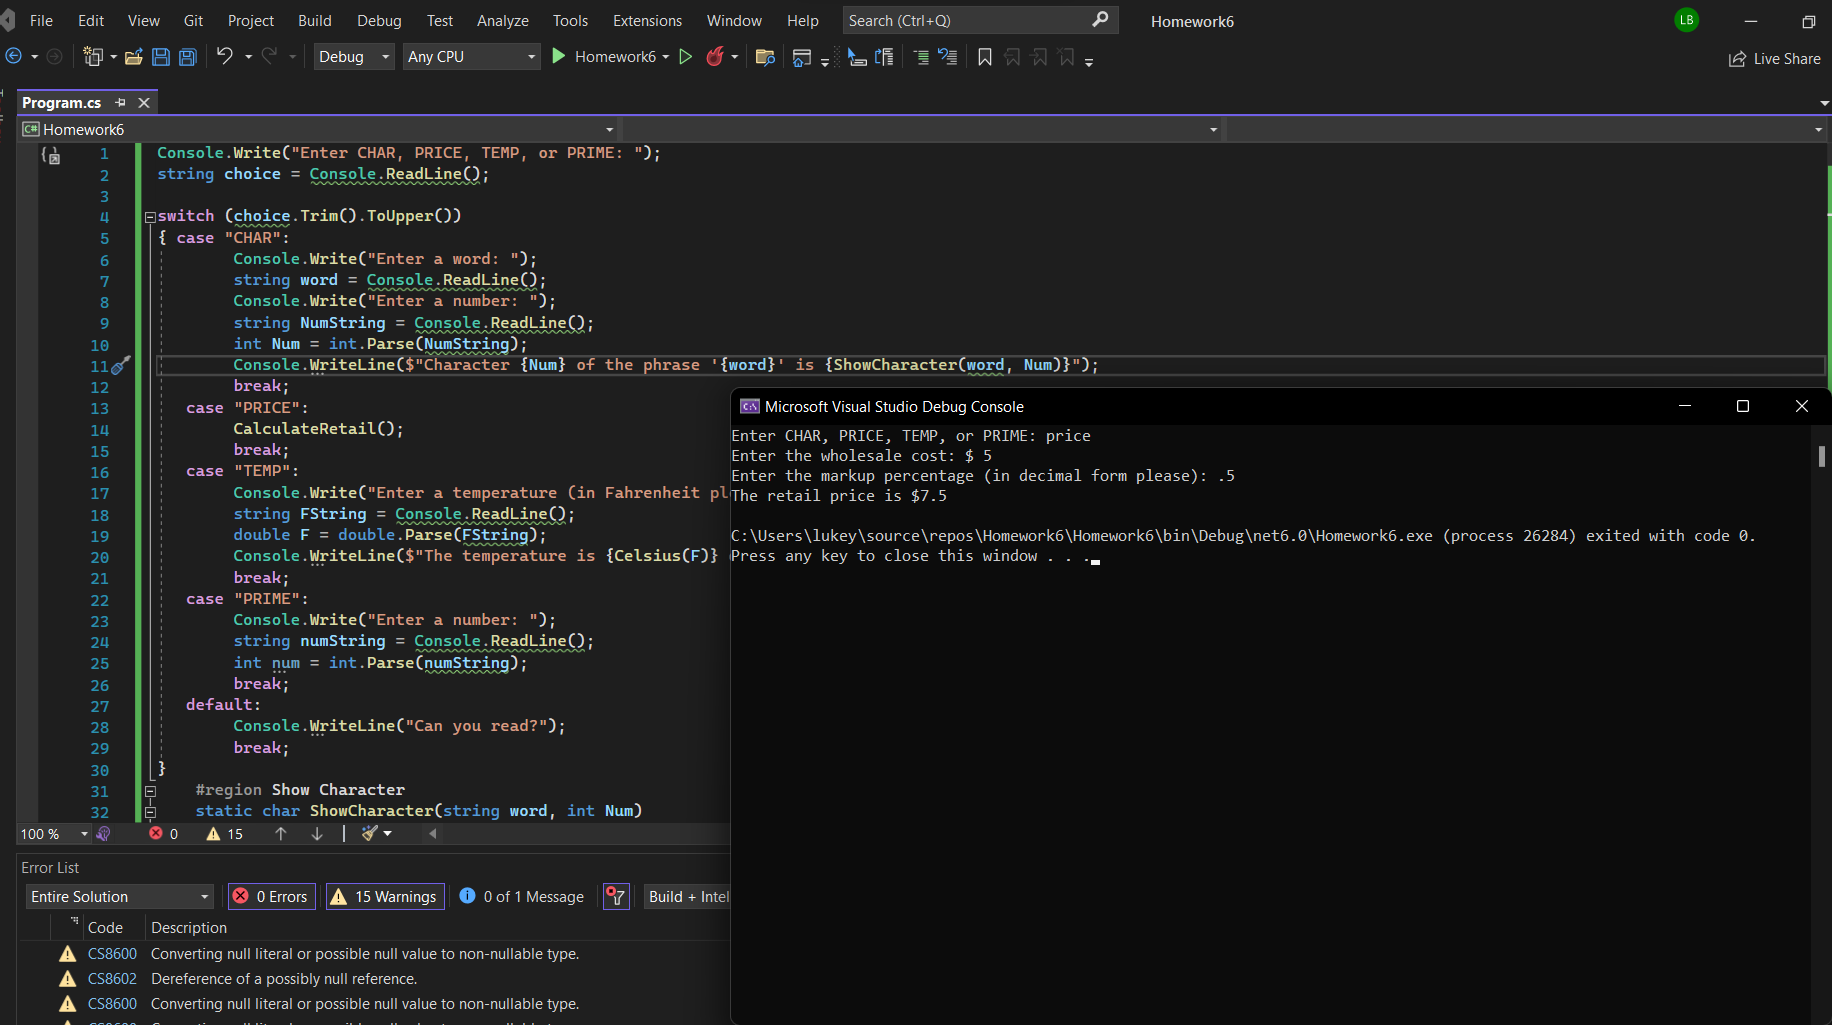 File Edit View Git Project Build Debug Test Analyze Tools Extensions Window Help Search (Ctrl+Q) Homework6 LB
Debug Any CPU Homework6 Live Share
Program.cs
C# Homework6
1 Console.Write("Enter CHAR, PRICE, TEMP, or PRIME: ");
2 string choice = Console.ReadLine();
3
4 switch (choice.Trim().ToUpper())
5 { case "CHAR":
6 Console.Write("Enter a word: ");
7 string word = Console.ReadLine();
8 Console.Write("Enter a number: ");
9 string NumString = Console.ReadLine();
10 int Num = int.Parse(NumString);
11 Console.WriteLine($"Character {Num} of the phrase '{word}' is {ShowCharacter(word, Num)}");
12 break;
13 case "PRICE":
14 CalculateRetail();
15 break;
16 case "TEMP":
17 Console.Write("Enter a temperature (in Fahrenheit pl
18 string FString = Console.ReadLine();
19 double F = double.Parse(FString);
20 Console.WriteLine($"The temperature is {Celsius(F)}
21 break;
22 case "PRIME":
23 Console.Write("Enter a number: ");
24 string numString = Console.ReadLine();
25 int num = int.Parse(numString);
26 break;
27 default:
28 Console.WriteLine("Can you read?");
29 break;
30 }
31 #region Show Character
32 static char ShowCharacter(string word, int Num)
100 % 0 15
Error List
Entire Solution 0 Errors 15 Warnings 0 of 1 Message Build + Intel
Code Description
CS8600 Converting null literal or possible null value to non-nullable type.
CS8602 Dereference of a possibly null reference.
CS8600 Converting null literal or possible null value to non-nullable type.
Microsoft Visual Studio Debug Console
Enter CHAR, PRICE, TEMP, or PRIME: price
Enter the wholesale cost: $ 5
Enter the markup percentage (in decimal form please): .5
The retail price is $7.5
C:\Users\lukey\source\repos\Homework6\Homework6\bin\Debug\net6.0\Homework6.exe (process 26284) exited with code 0.
Press any key to close this window . . .